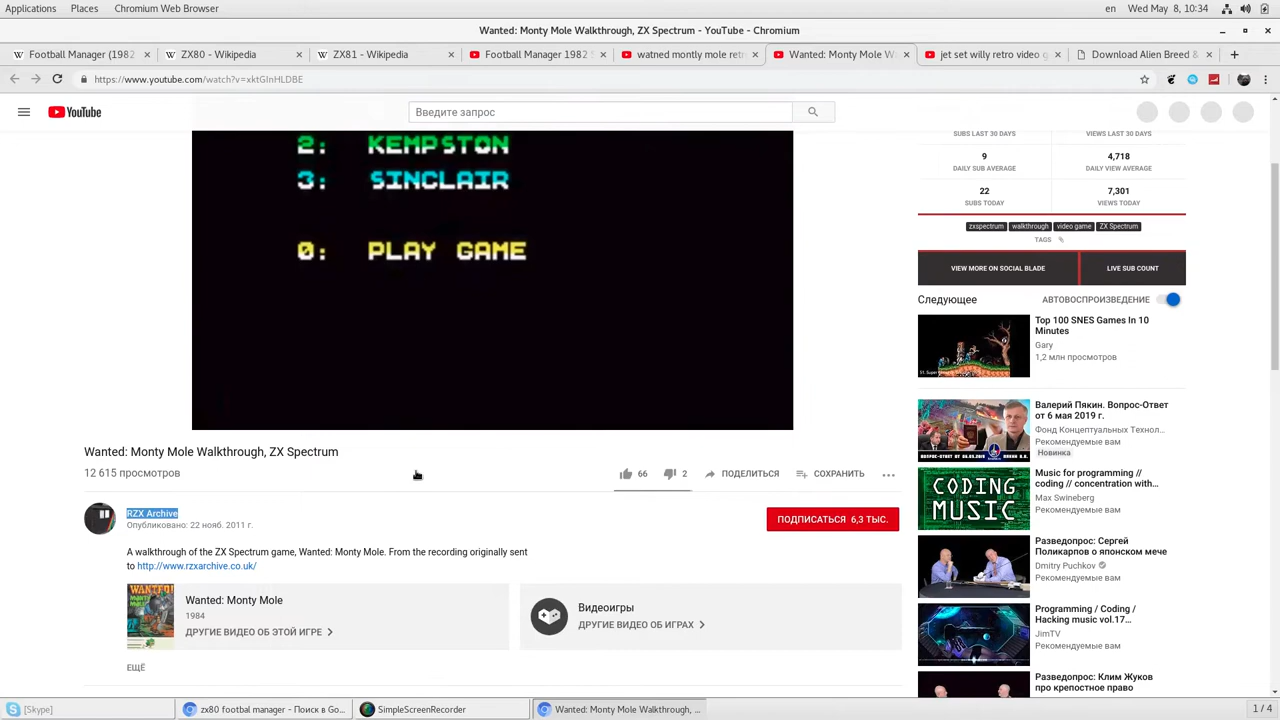 Applications Places Chromium Web Browser en Wed May 8, 10:34
Wanted: Monty Mole Walkthrough, ZX Spectrum - YouTube - Chromium
Football Manager (1982 ZX80 - Wikipedia ZX81 - Wikipedia Football Manager 1982 watned montly mole ret Wanted: Monty Mole W jet set willy retro video g Download Alien Breed &
https://www.youtube.com/watch?v=xktGInHLDBE
YouTube
Введите запрос
2: KEMPSTON
3: SINCLAIR
0: PLAY GAME
Wanted: Monty Mole Walkthrough, ZX Spectrum
12 615 просмотров
66 2 ПОДЕЛИТЬСЯ СОХРАНИТЬ
RZX Archive
Опубликовано: 22 нояб. 2011 г.
ПОДПИСАТЬСЯ 6,3 ТЫС.
A walkthrough of the ZX Spectrum game, Wanted: Monty Mole. From the recording originally sent
to http://www.rzxarchive.co.uk/
Wanted: Monty Mole
1984
ДРУГИЕ ВИДЕО ОБ ЭТОЙ ИГРЕ
Видеоигры
ДРУГИЕ ВИДЕО ОБ ИГРАХ
ЕЩЁ
SUBS LAST 30 DAYS VIEWS LAST 30 DAYS
9 4,718
DAILY SUB AVERAGE DAILY VIEW AVERAGE
22 7,301
SUBS TODAY VIEWS TODAY
zxspectrum walkthrough video game ZX Spectrum
TAGS
VIEW MORE ON SOCIAL BLADE LIVE SUB COUNT
Следующее АВТОВОСПРОИЗВЕДЕНИЕ
Top 100 SNES Games In 10
Minutes
Gary
1,2 млн просмотров
Валерий Пякин. Вопрос-Ответ
от 6 мая 2019 г.
Фонд Концептуальных Технол...
Рекомендуемые вам
Новинка
CODING
MUSIC
Music for programming //
coding // concentration with...
Max Swineberg
Рекомендуемые вам
Разведопрос: Сергей
Поликарпов о японском мече
Dmitry Puchkov
Рекомендуемые вам
Programming / Coding /
Hacking music vol.17...
JimTV
Рекомендуемые вам
Разведопрос: Клим Жуков
про крепостное право
[Skype] zx80 footbal manager - Поиск в Go... SimpleScreenRecorder Wanted: Monty Mole Walkthrough, ... 1 / 4